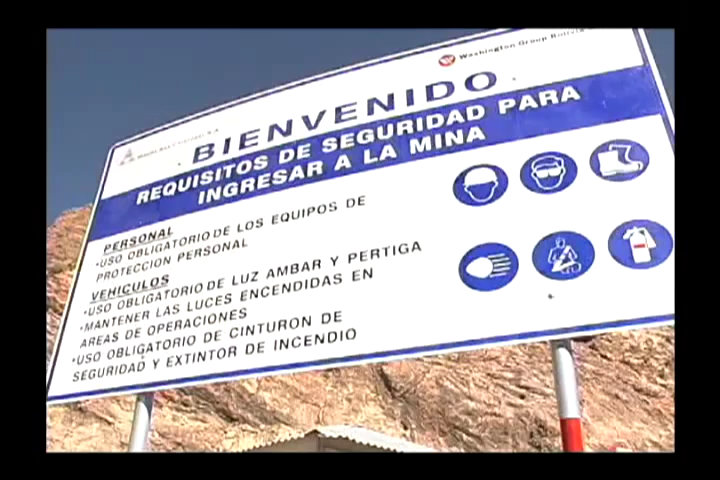 Washington Group Bolivia
BIENVENIDO
REQUISITOS DE SEGURIDAD PARA
INGRESAR A LA MINA
PERSONAL
•USO OBLIGATORIO DE LOS EQUIPOS DE
PROTECCION PERSONAL
VEHICULOS
•USO OBLIGATORIO DE LUZ AMBAR Y PERTIGA
•MANTENER LAS LUCES ENCENDIDAS EN
AREAS DE OPERACIONES
•USO OBLIGATORIO DE CINTURON DE
SEGURIDAD Y EXTINTOR DE INCENDIO